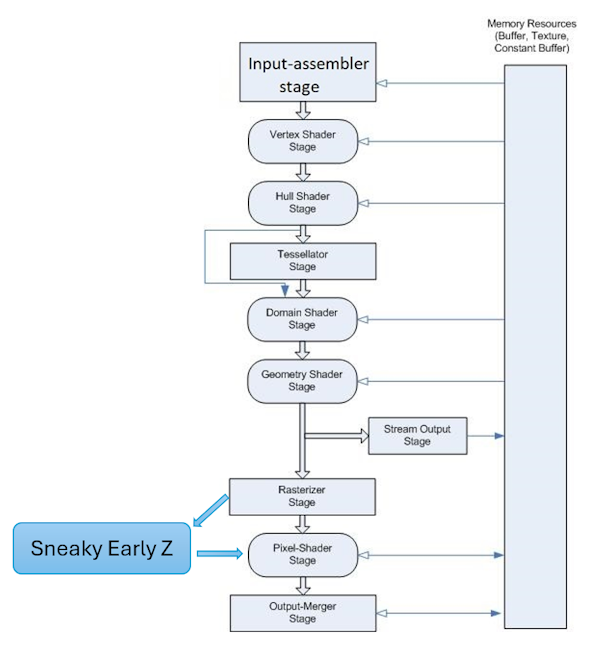 Memory Resources
(Buffer, Texture,
Constant Buffer)
Input-assembler
stage
Vertex Shader
Stage
Hull Shader
Stage
Tessellator
Stage
Domain Shader
Stage
Geometry Shader
Stage
Stream Output
Stage
Rasterizer
Stage
Sneaky Early Z
Pixel-Shader
Stage
Output-Merger
Stage